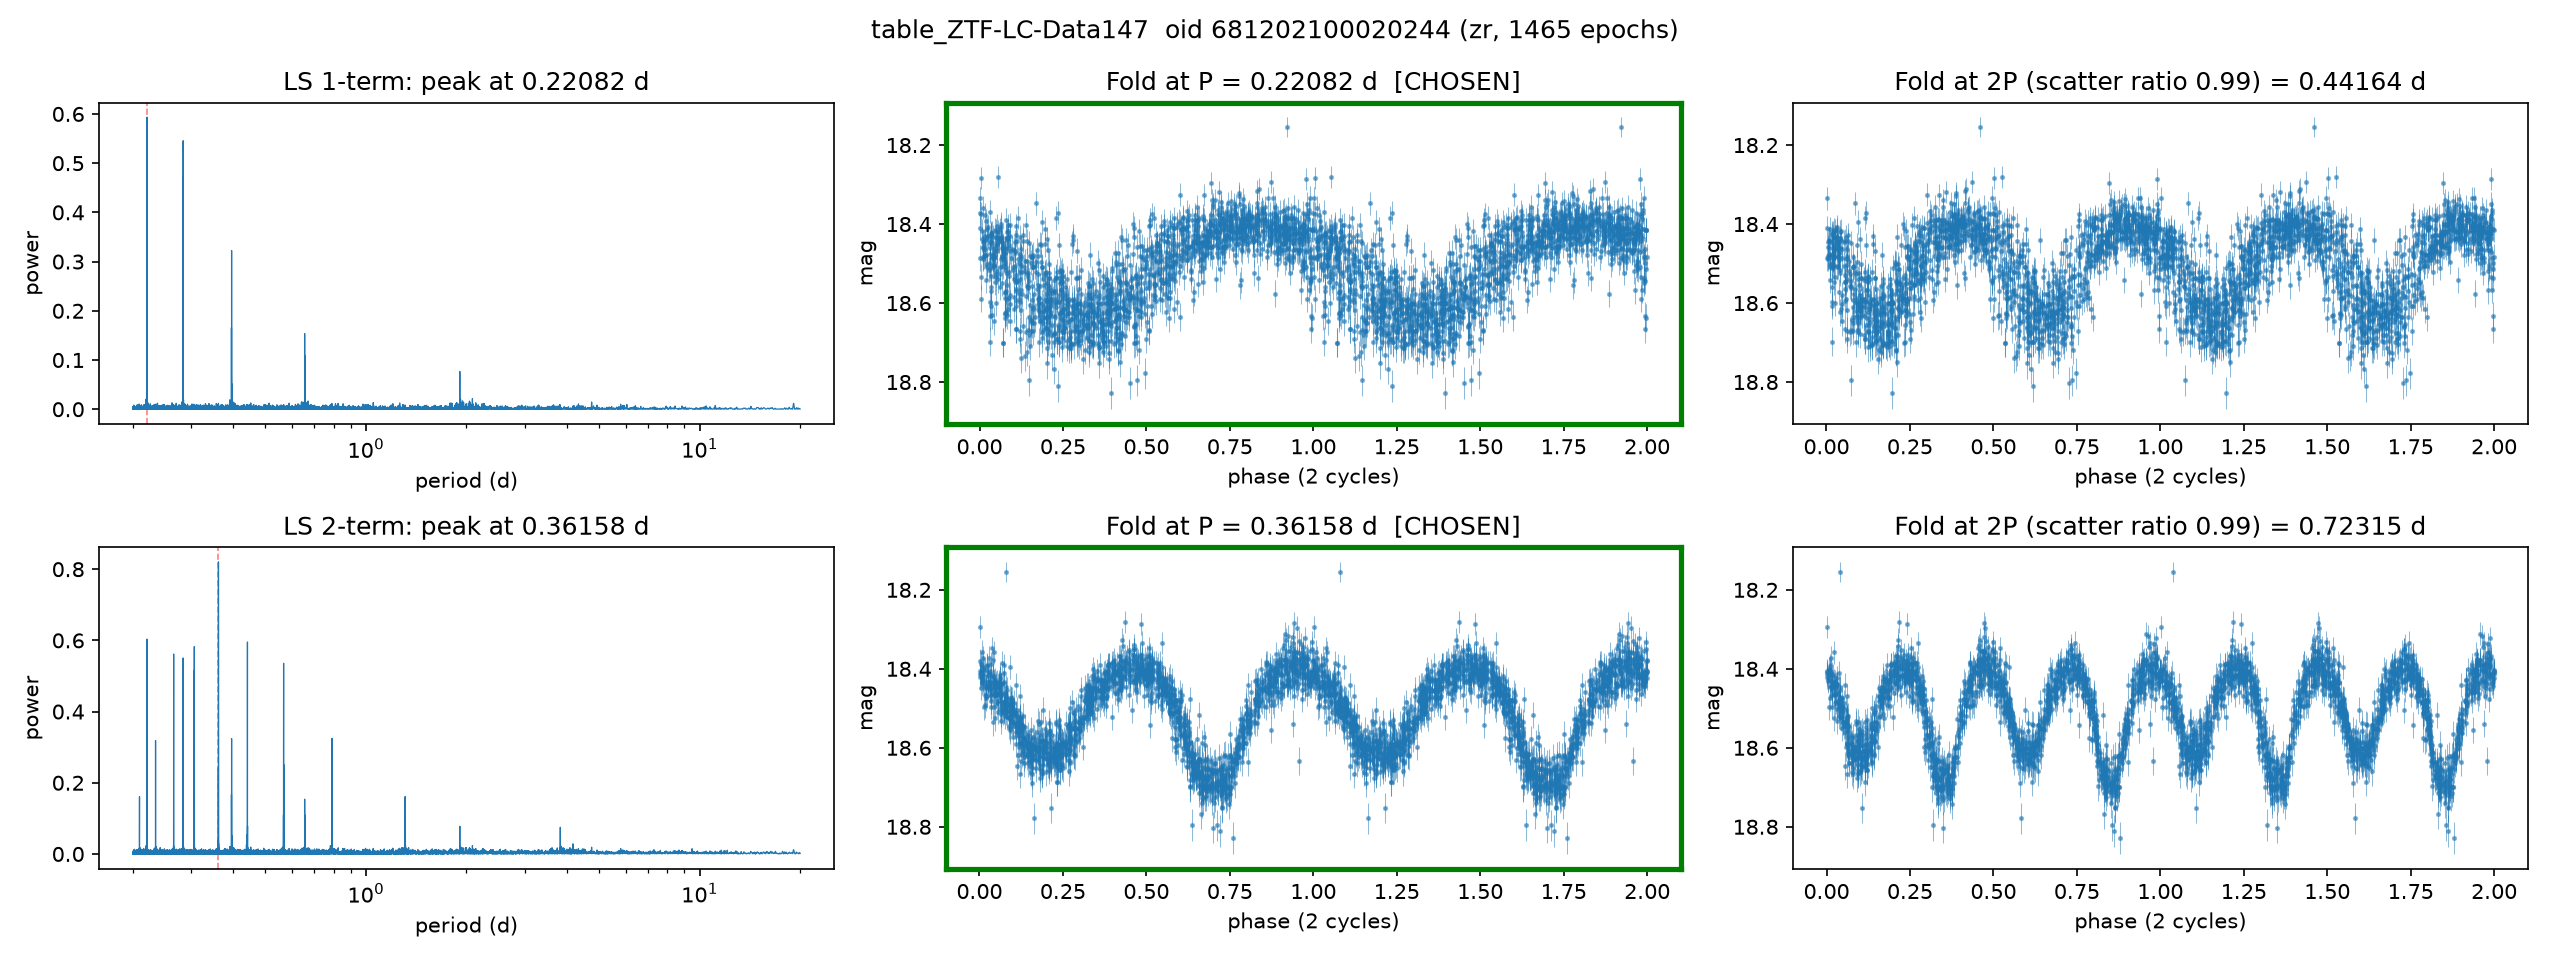 table_ZTF-LC-Data147  oid 681202100020244 (zr, 1465 epochs)
LS 1-term: peak at 0.22082 d
0.6
0.5
0.4
0.3
0.2
0.1
0.0
power
10⁰
10¹
period (d)
Fold at P = 0.22082 d  [CHOSEN]
18.2
18.4
18.6
18.8
mag
0.00 0.25 0.50 0.75 1.00 1.25 1.50 1.75 2.00
phase (2 cycles)
Fold at 2P (scatter ratio 0.99) = 0.44164 d
18.2
18.4
18.6
18.8
mag
0.00 0.25 0.50 0.75 1.00 1.25 1.50 1.75 2.00
phase (2 cycles)
LS 2-term: peak at 0.36158 d
0.8
0.6
0.4
0.2
0.0
power
10⁰
10¹
period (d)
Fold at P = 0.36158 d  [CHOSEN]
18.2
18.4
18.6
18.8
mag
0.00 0.25 0.50 0.75 1.00 1.25 1.50 1.75 2.00
phase (2 cycles)
Fold at 2P (scatter ratio 0.99) = 0.72315 d
18.2
18.4
18.6
18.8
mag
0.00 0.25 0.50 0.75 1.00 1.25 1.50 1.75 2.00
phase (2 cycles)